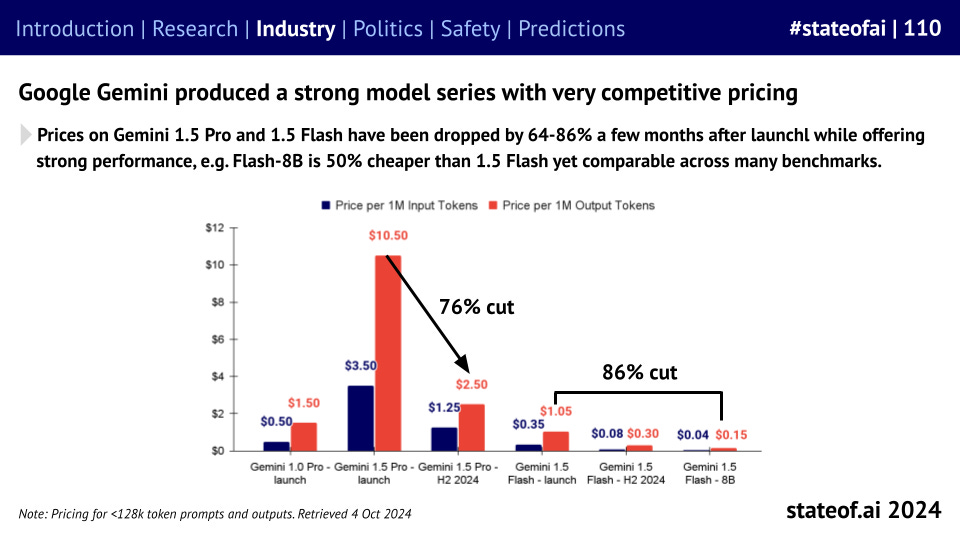 Introduction | Research | Industry | Politics | Safety | Predictions
#stateofai | 110
Google Gemini produced a strong model series with very competitive pricing
Prices on Gemini 1.5 Pro and 1.5 Flash have been dropped by 64-86% a few months after launchl while offering
strong performance, e.g. Flash-8B is 50% cheaper than 1.5 Flash yet comparable across many benchmarks.
Price per 1M Input Tokens
Price per 1M Output Tokens
$12
$10
$8
$6
$4
$2
$0
$0.50
$1.50
$3.50
$10.50
76% cut
$1.25
$2.50
$0.35
$1.05
86% cut
$0.08
$0.30
$0.04
$0.15
Gemini 1.0 Pro -
launch
Gemini 1.5 Pro -
launch
Gemini 1.5 Pro -
H2 2024
Gemini 1.5
Flash - launch
Gemini 1.5
Flash - H2 2024
Gemini 1.5
Flash - 8B
Note: Pricing for <128k token prompts and outputs. Retrieved 4 Oct 2024
stateof.ai 2024